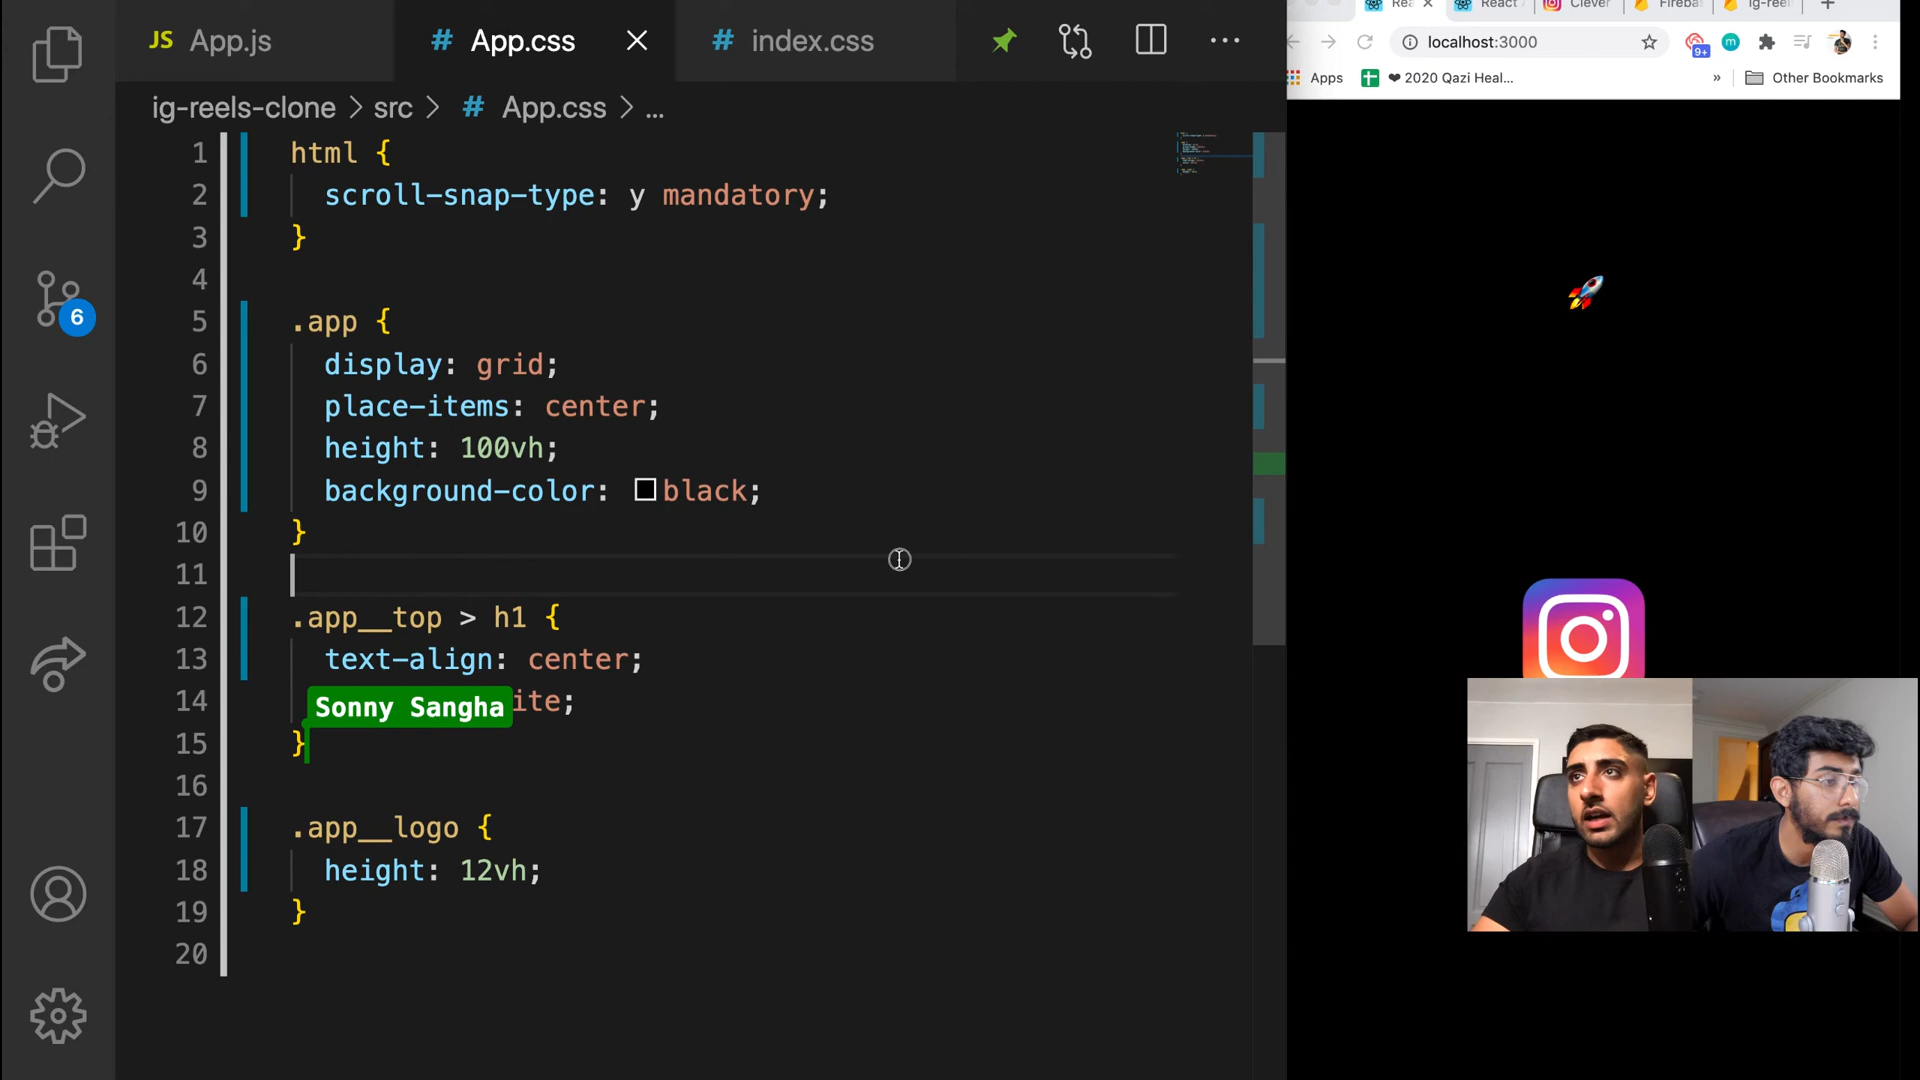 JS App.js
# App.css
# index.css
ig-reels-clone > src > # App.css > ...
1 html {
2 scroll-snap-type: y mandatory;
3 }
4
5 .app {
6 display: grid;
7 place-items: center;
8 height: 100vh;
9 background-color: black;
10 }
11
12 .app__top > h1 {
13 text-align: center;
14 Sonny Sangha ite;
15 }
16
17 .app__logo {
18 height: 12vh;
19 }
20
6
Rea
React
Clever
Fireba
ig-reel
localhost:3000
9+
m
Apps
❤ 2020 Qazi Heal...
»
Other Bookmarks